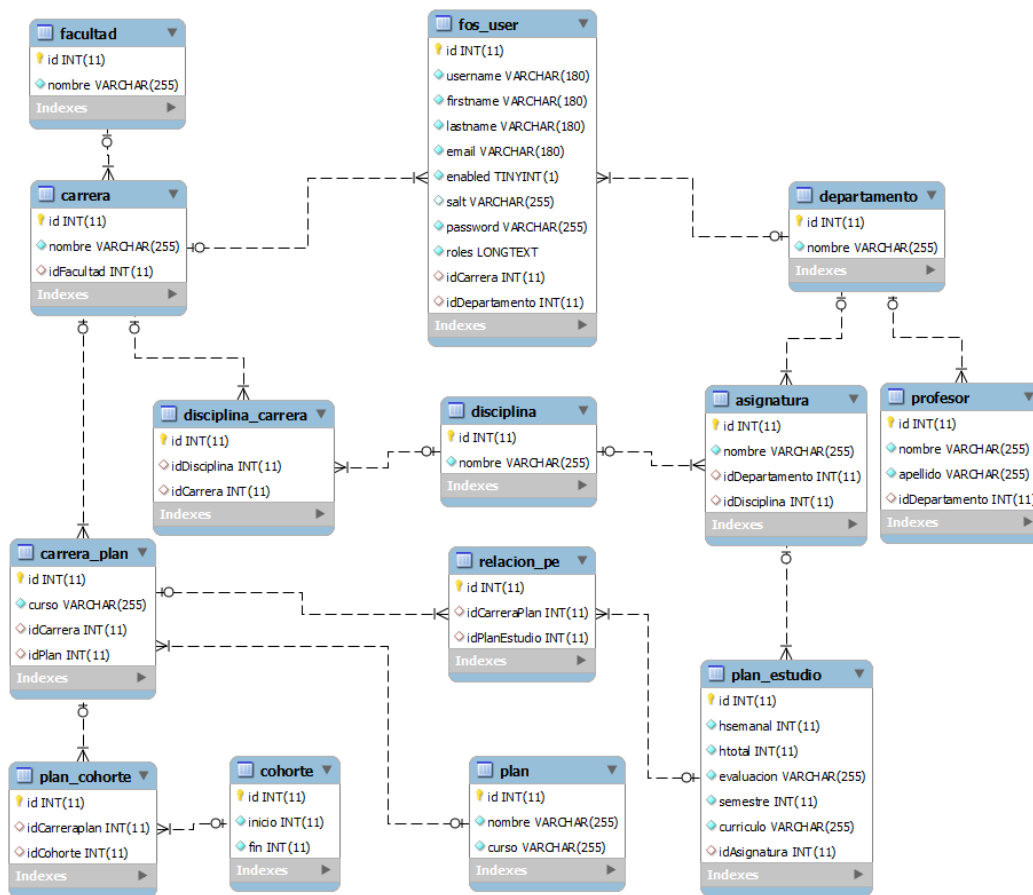 facultad
id INT(11)
nombre VARCHAR(255)
Indexes
fos_user
id INT(11)
username VARCHAR(180)
firstname VARCHAR(180)
lastname VARCHAR(180)
email VARCHAR(180)
enabled TINYINT(1)
salt VARCHAR(255)
password VARCHAR(255)
roles LONGTEXT
idCarrera INT(11)
idDepartamento INT(11)
Indexes
carrera
id INT(11)
nombre VARCHAR(255)
idFacultad INT(11)
Indexes
departamento
id INT(11)
nombre VARCHAR(255)
Indexes
disciplina_carrera
id INT(11)
idDisciplina INT(11)
idCarrera INT(11)
Indexes
disciplina
id INT(11)
nombre VARCHAR(255)
Indexes
asignatura
id INT(11)
nombre VARCHAR(255)
idDepartamento INT(11)
idDisciplina INT(11)
Indexes
profesor
id INT(11)
nombre VARCHAR(255)
apellido VARCHAR(255)
idDepartamento INT(11)
Indexes
carrera_plan
id INT(11)
curso VARCHAR(255)
idCarrera INT(11)
idPlan INT(11)
Indexes
relacion_pe
id INT(11)
idCarreraPlan INT(11)
idPlanEstudio INT(11)
Indexes
plan_estudio
id INT(11)
hsemanal INT(11)
htotal INT(11)
evaluacion VARCHAR(255)
semestre INT(11)
curriculo VARCHAR(255)
idAsignatura INT(11)
Indexes
plan_cohorte
id INT(11)
idCarreraplan INT(11)
idCohorte INT(11)
Indexes
cohorte
id INT(11)
inicio INT(11)
fin INT(11)
Indexes
plan
id INT(11)
nombre VARCHAR(255)
curso VARCHAR(255)
Indexes